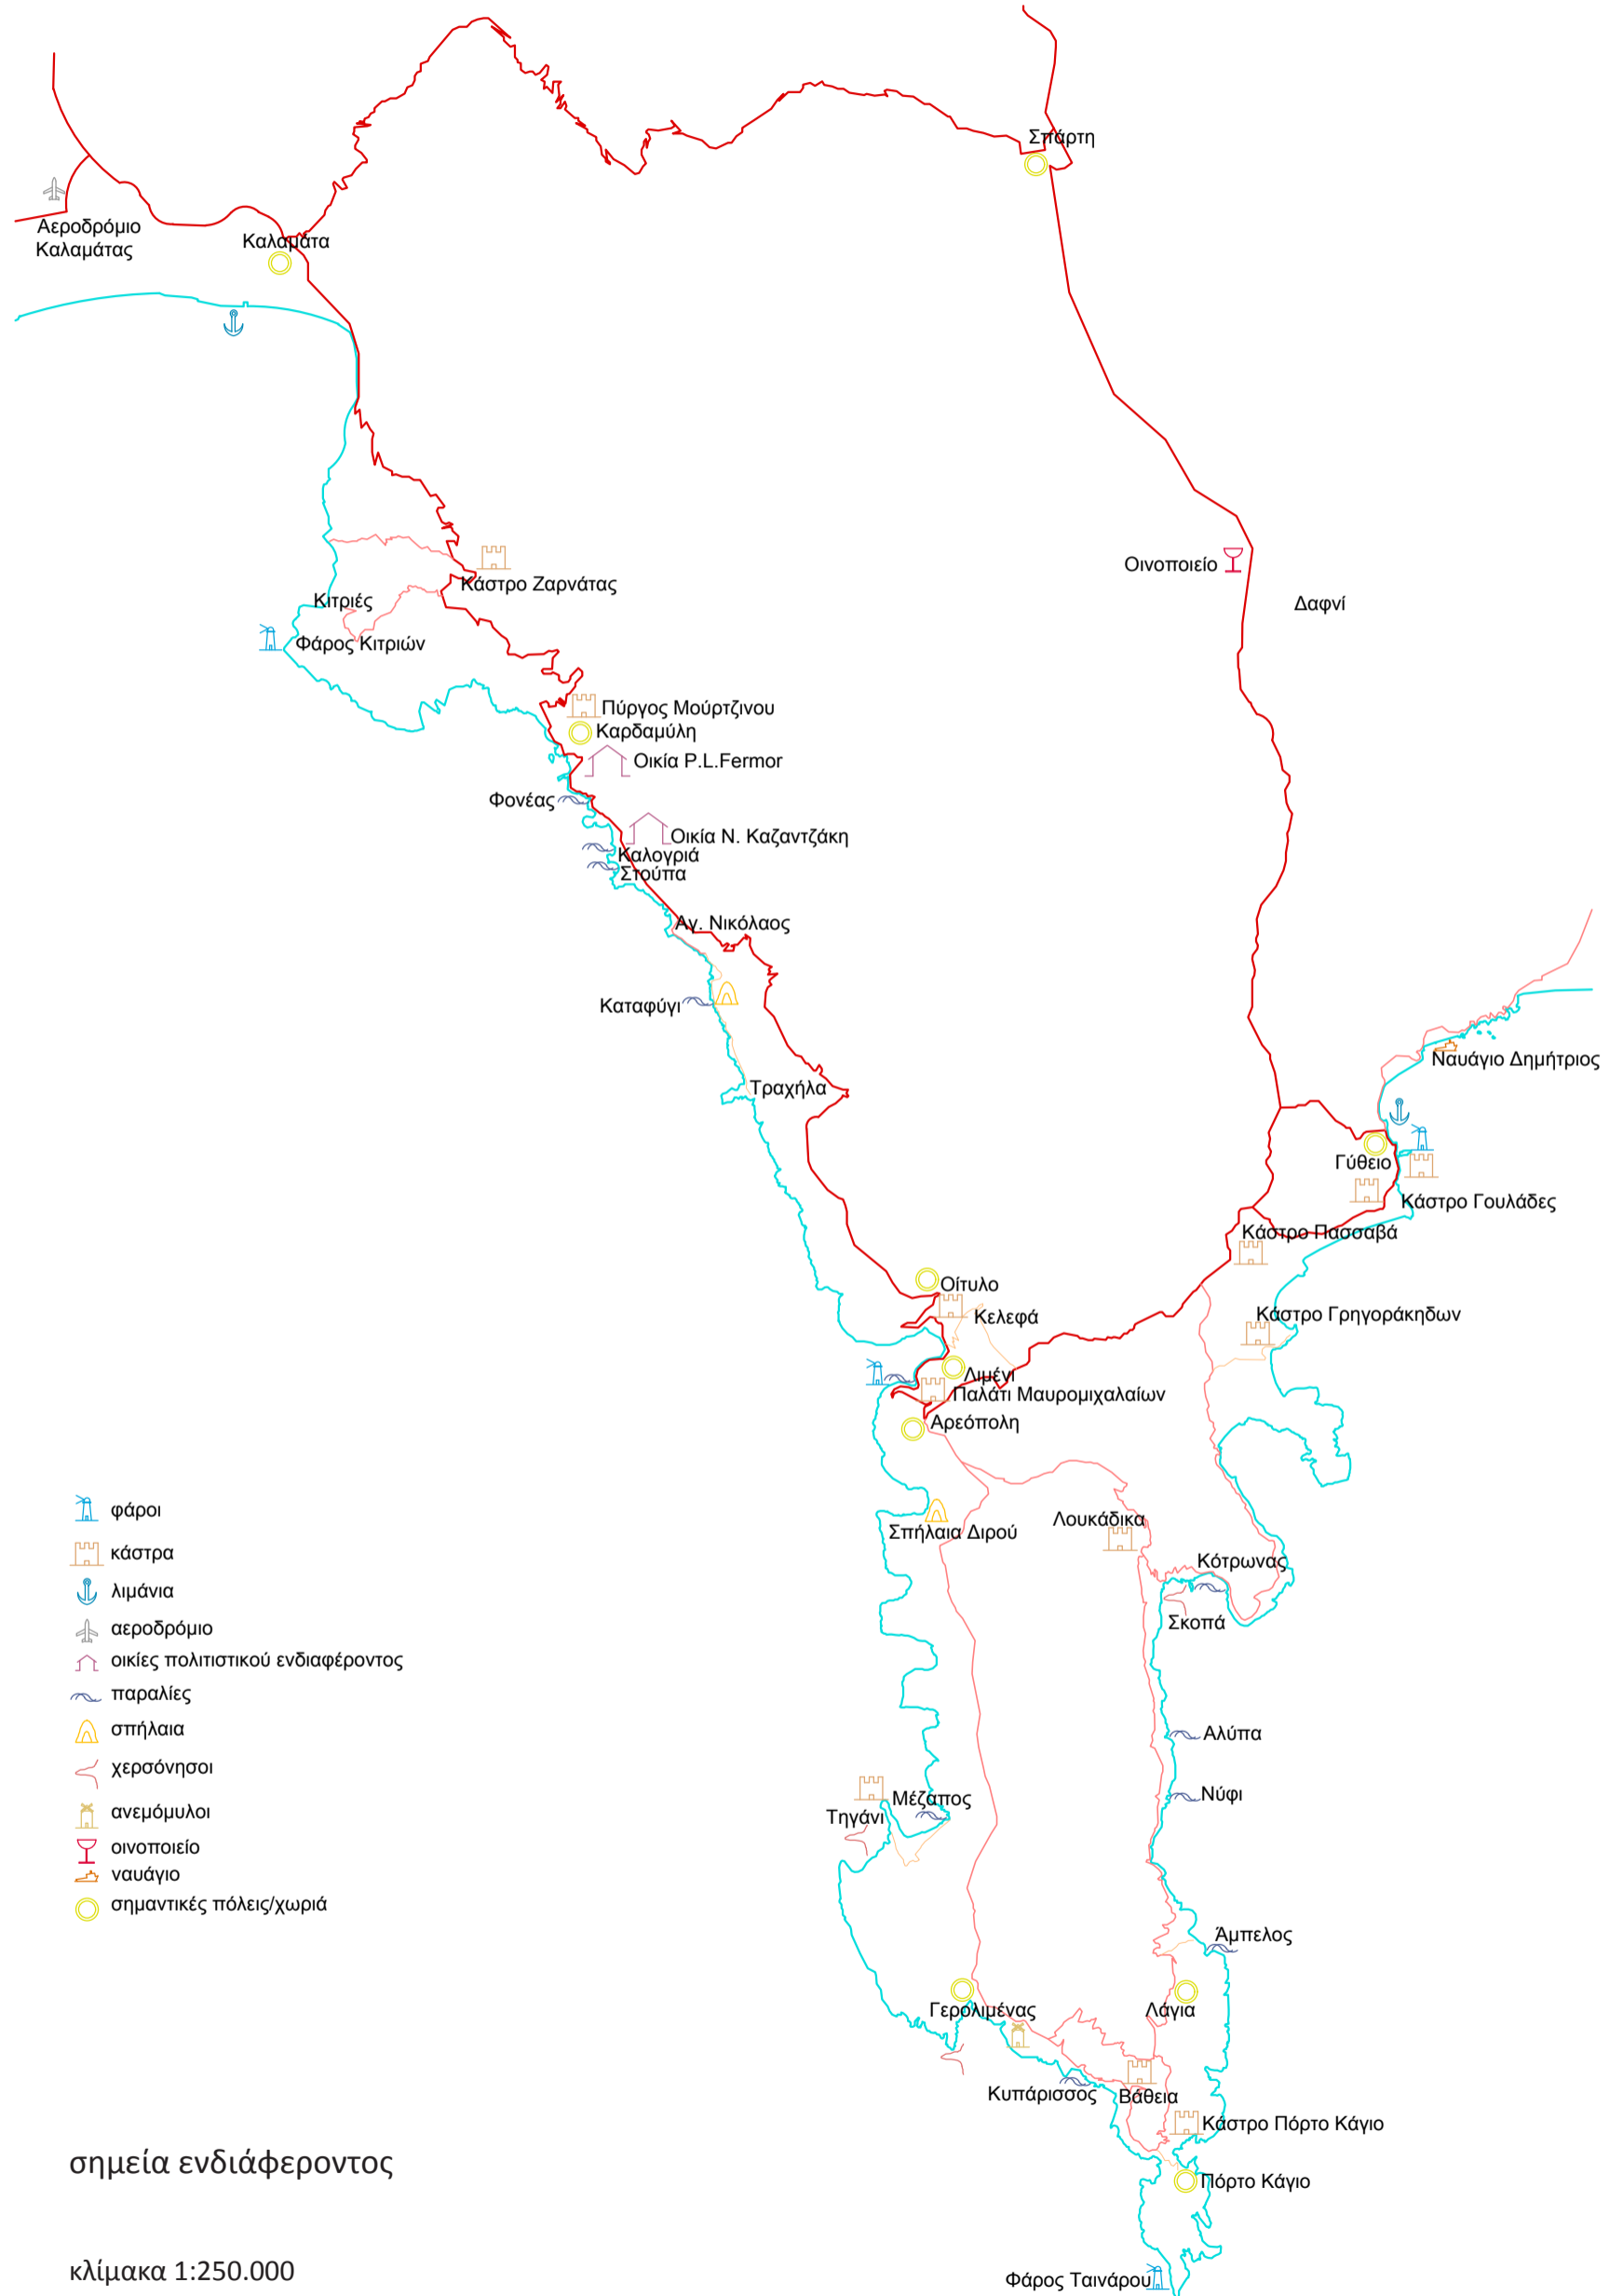 Σπάρτη
Αεροδρόμιο
Καλαμάτας
Καλαμάτα
Οινοποιείο
Κάστρο Ζαρνάτας
Κιτριές
Δαφνί
Φάρος Κιτριών
Πύργος Μούρτζινου
Καρδαμύλη
Οικία P.L.Fermor
Φονέας
Οικία Ν. Καζαντζάκη
Καλογριά
Στούπα
Αγ. Νικόλαος
Καταφύγι
Ναυάγιο Δημήτριος
Τραχήλα
Γύθειο
Κάστρο Γουλάδες
Κάστρο Πασσαβά
Οίτυλο
Κελεφά
Κάστρο Γρηγοράκηδων
Λιμένι
Παλάτι Μαυρομιχαλαίων
Αρεόπολη
Λουκάδικα
Σπήλαια Διρού
Κότρωνας
Σκοπά
Αλύπα
Νύφι
Μέζαπος
Τηγάνι
Άμπελος
Γερολιμένας
Λάγια
Κυπάρισσος
Βάθεια
Κάστρο Πόρτο Κάγιο
Πόρτο Κάγιο
Φάρος Ταινάρου
φάροι
κάστρα
λιμάνια
αεροδρόμιο
οικίες πολιτιστικού ενδιαφέροντος
παραλίες
σπήλαια
χερσόνησοι
ανεμόμυλοι
οινοποιείο
ναυάγιο
σημαντικές πόλεις/χωριά
σημεία ενδιάφεροντος
κλίμακα 1:250.000